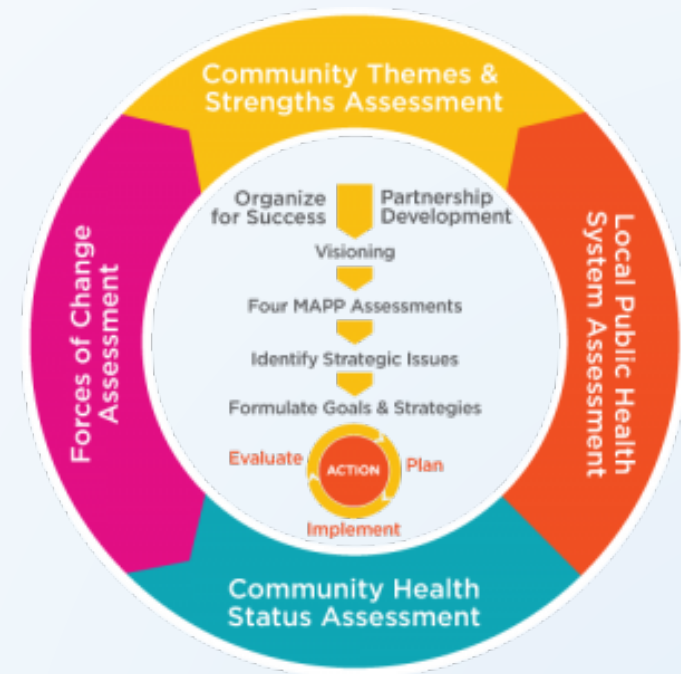 Community Themes &
Strengths Assessment
Local Public Health
System Assessment
Community Health
Status Assessment
Forces of Change
Assessment
Organize
for Success
Partnership
Development
Visioning
Four MAPP Assessments
Identify Strategic Issues
Formulate Goals & Strategies
Evaluate
ACTION
Plan
Implement